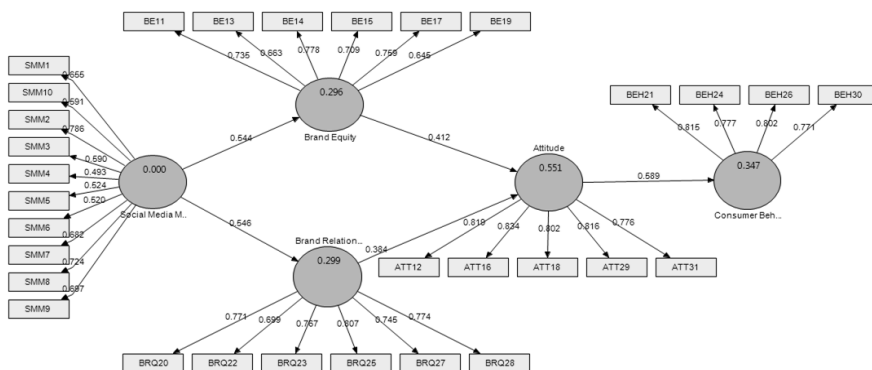 BE11
BE13
BE14
BE15
BE17
BE19
0.735
0.663
0.778
0.709
0.759
0.645
0.296
Brand Equity
SMM1
SMM10
SMM2
SMM3
SMM4
SMM5
SMM6
SMM7
SMM8
SMM9
0.655
0.591
0.786
0.590
0.493
0.524
0.520
0.682
0.724
0.697
0.000
Social Media M..
0.544
0.546
0.412
0.384
Brand Relation...
0.299
0.771
0.699
0.767
0.807
0.745
0.774
BRQ20
BRQ22
BRQ23
BRQ25
BRQ27
BRQ28
Attitude
0.551
0.819
0.834
0.802
0.816
0.776
ATT12
ATT16
ATT18
ATT29
ATT31
0.589
BEH21
BEH24
BEH26
BEH30
0.815
0.777
0.802
0.771
0.347
Consumer Beh...